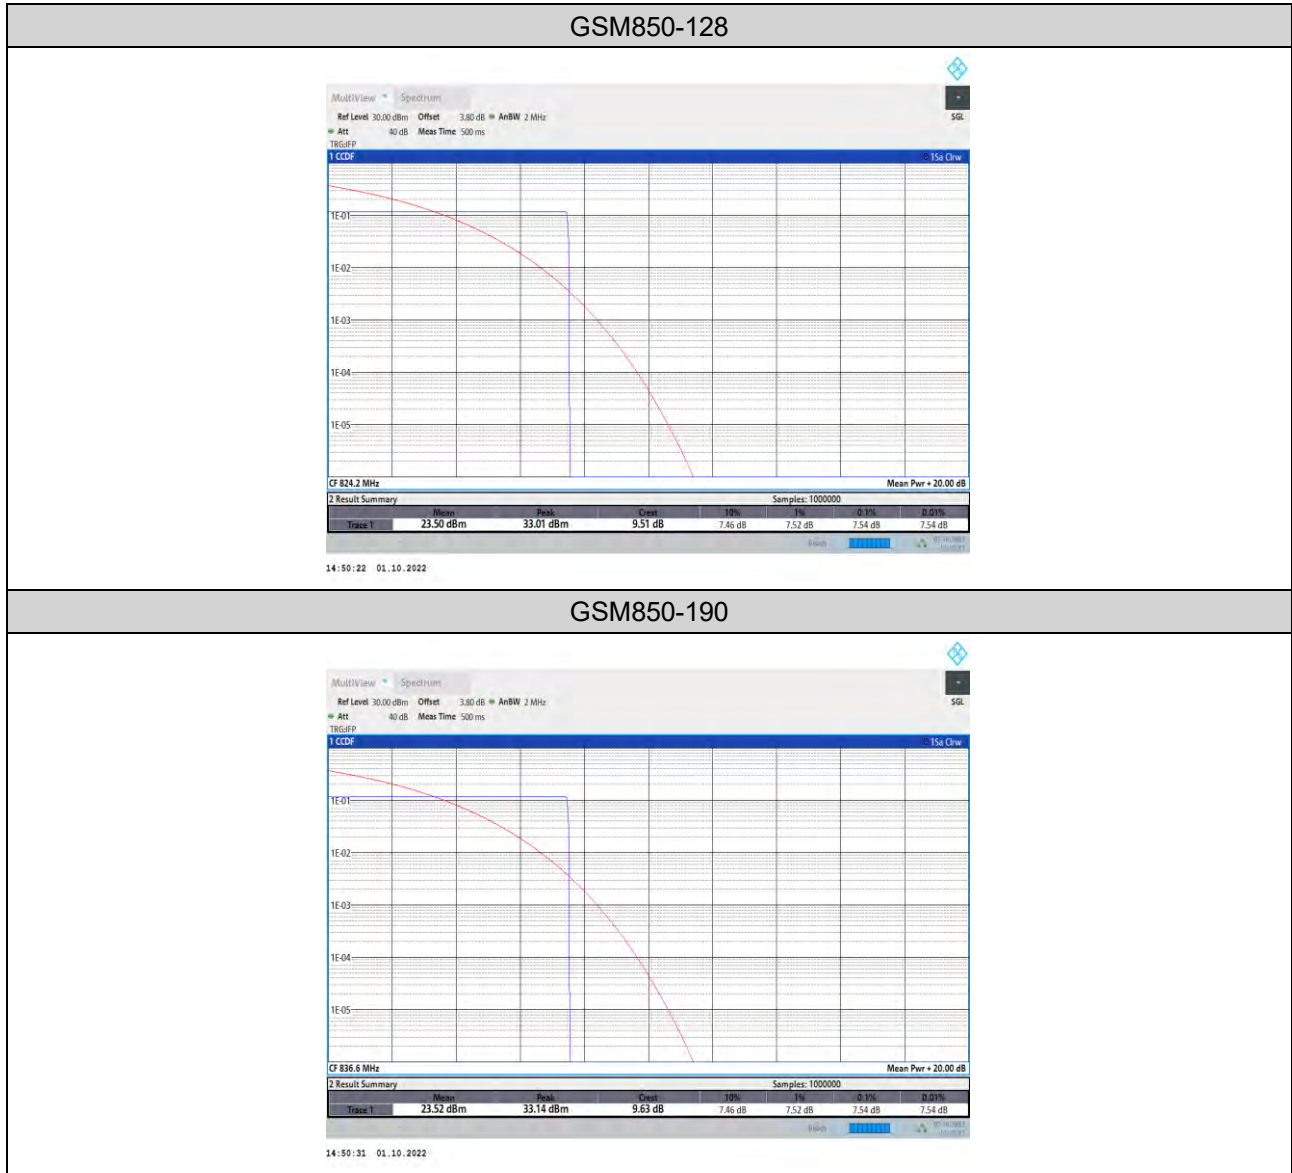 GSM850-128
MultiView Spectrum
Ref Level 30.00 dBm Offset 3.80 dB AnBW 2 MHz SGL
Att 40 dB Meas Time 500 ms
TRG:IFP
1 CCDF 1Sa Clrw
1E-01
1E-02
1E-03
1E-04
1E-05
CF 824.2 MHz Mean Pwr + 20.00 dB
2 Result Summary Samples: 1000000
Mean Peak Crest 10% 1% 0.1% 0.01%
Trace 1 23.50 dBm 33.01 dBm 9.51 dB 7.46 dB 7.52 dB 7.54 dB 7.54 dB
Ready
14:50:22 01.10.2022
GSM850-190
MultiView Spectrum
Ref Level 30.00 dBm Offset 3.80 dB AnBW 2 MHz SGL
Att 40 dB Meas Time 500 ms
TRG:IFP
1 CCDF 1Sa Clrw
1E-01
1E-02
1E-03
1E-04
1E-05
CF 836.6 MHz Mean Pwr + 20.00 dB
2 Result Summary Samples: 1000000
Mean Peak Crest 10% 1% 0.1% 0.01%
Trace 1 23.52 dBm 33.14 dBm 9.63 dB 7.46 dB 7.52 dB 7.54 dB 7.54 dB
Ready
14:50:31 01.10.2022